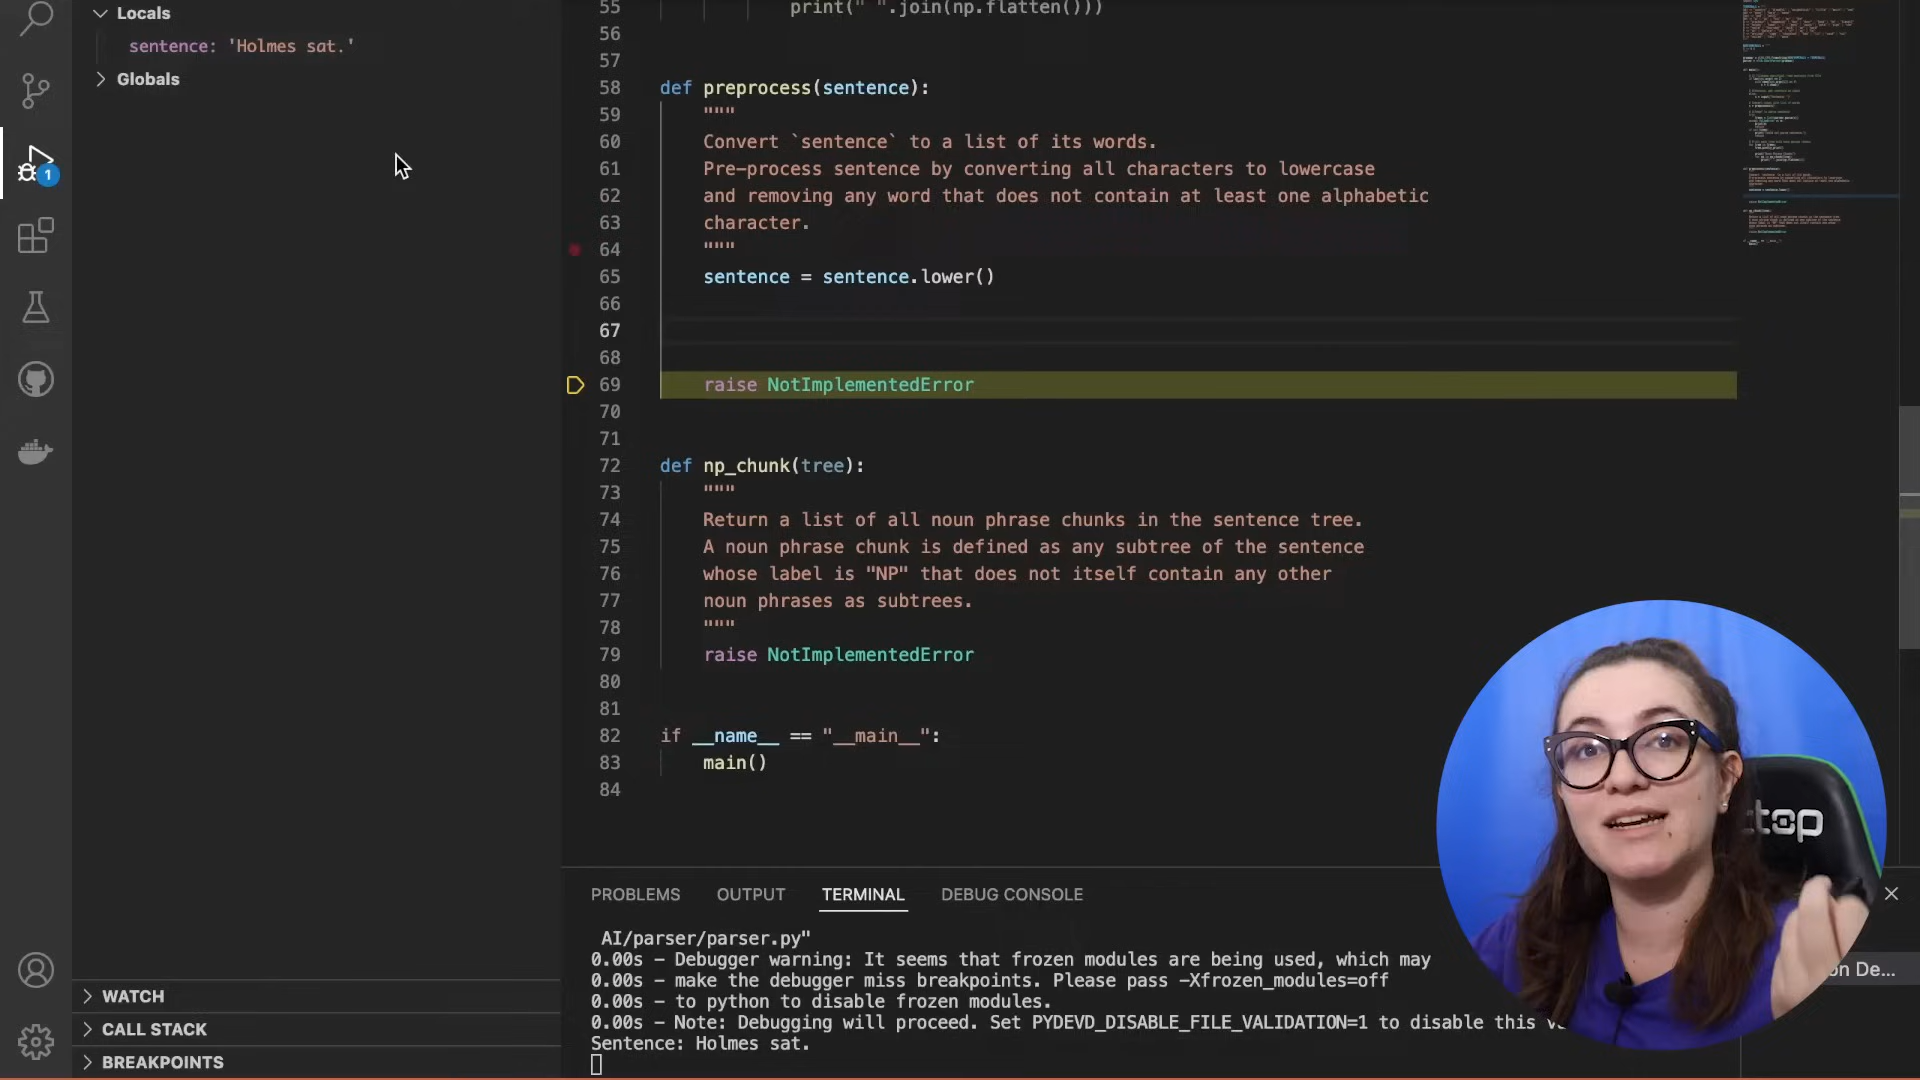 Locals
sentence: 'Holmes sat.'
Globals
1
55 print(" ".join(np.flatten()))
56
57
58 def preprocess(sentence):
59 """
60 Convert `sentence` to a list of its words.
61 Pre-process sentence by converting all characters to lowercase
62 and removing any word that does not contain at least one alphabetic
63 character.
64 """
65 sentence = sentence.lower()
66
67
68
69 raise NotImplementedError
70
71
72 def np_chunk(tree):
73 """
74 Return a list of all noun phrase chunks in the sentence tree.
75 A noun phrase chunk is defined as any subtree of the sentence
76 whose label is "NP" that does not itself contain any other
77 noun phrases as subtrees.
78 """
79 raise NotImplementedError
80
81
82 if __name__ == "__main__":
83 main()
84
PROBLEMS OUTPUT TERMINAL DEBUG CONSOLE
AI/parser/parser.py"
0.00s - Debugger warning: It seems that frozen modules are being used, which may
0.00s - make the debugger miss breakpoints. Please pass -Xfrozen_modules=off
0.00s - to python to disable frozen modules.
0.00s - Note: Debugging will proceed. Set PYDEVD_DISABLE_FILE_VALIDATION=1 to disable this
Sentence: Holmes sat.
on De...
WATCH
CALL STACK
BREAKPOINTS